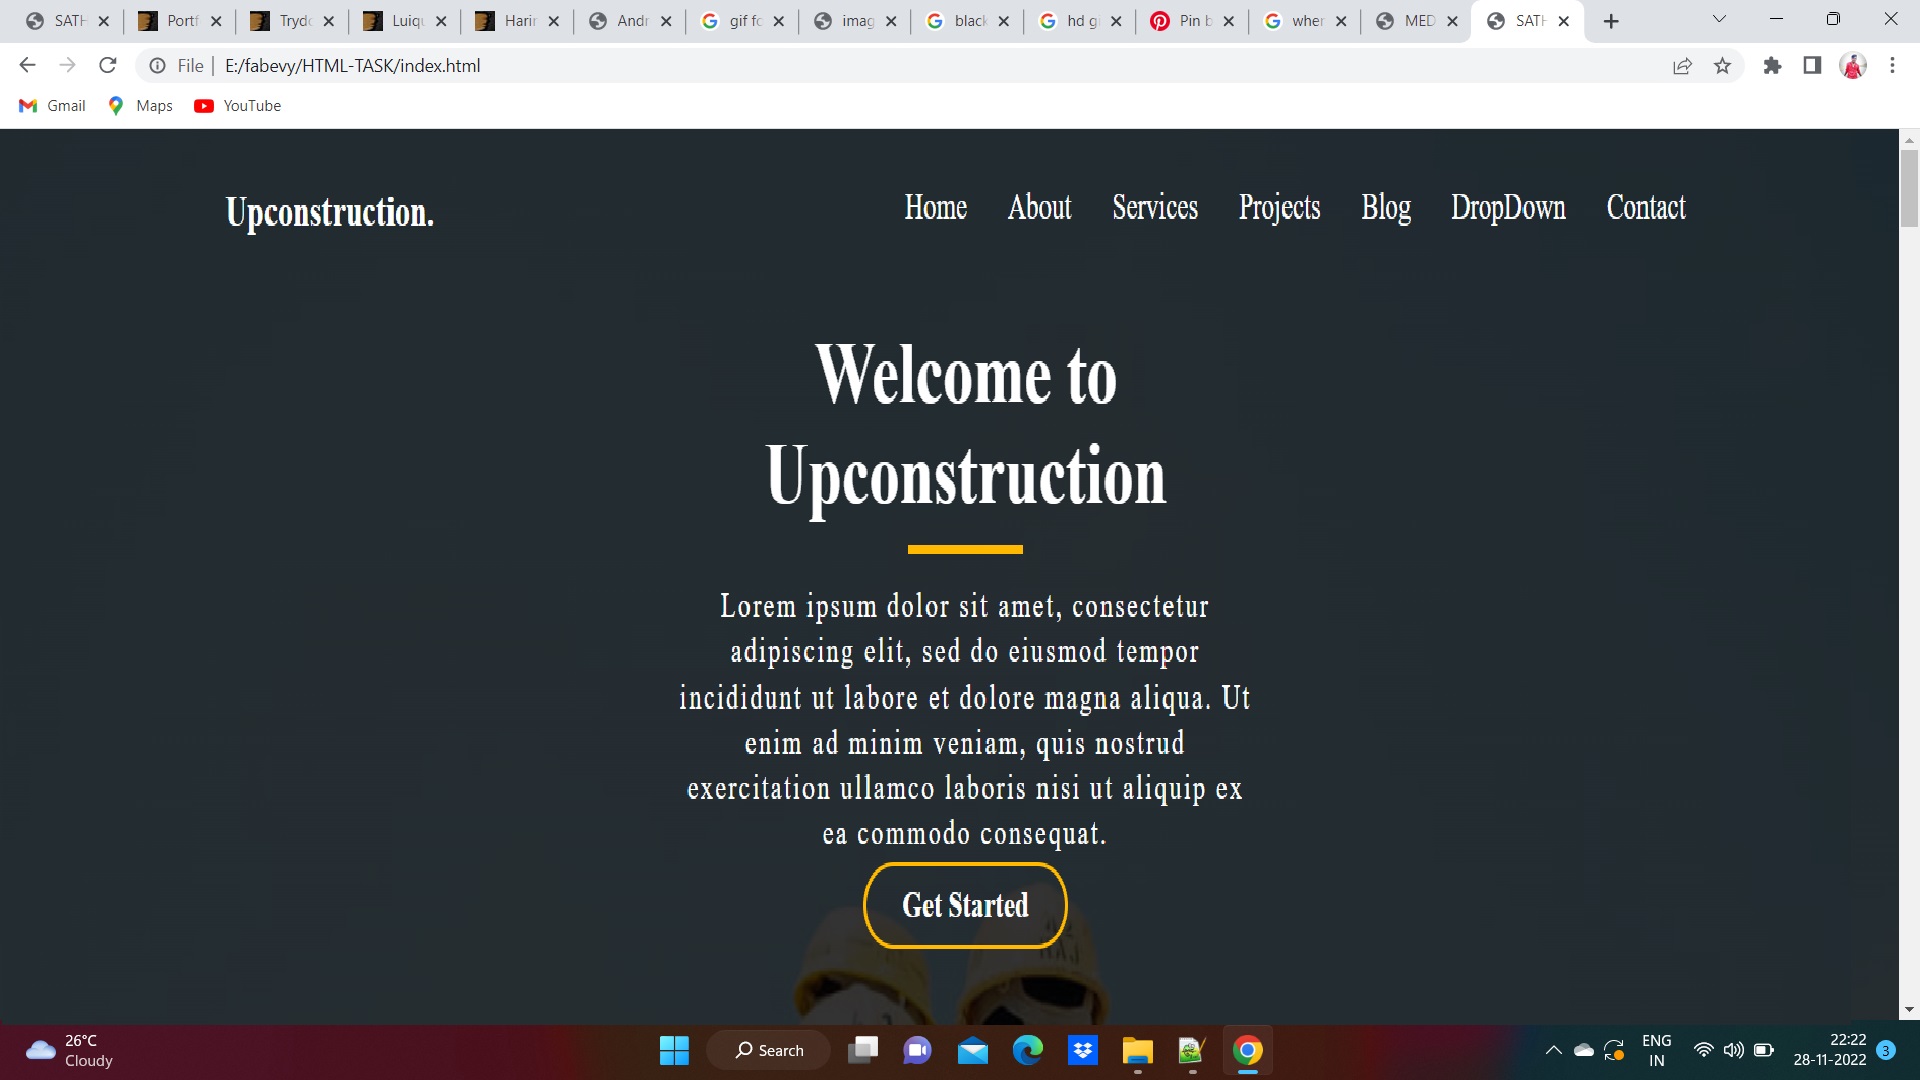 SATH
Portf
Trydo
Luiqu
Harin
Andr
gif fo
imag
black
hd gi
Pin b
wher
MED
SATH
File
E:/fabevy/HTML-TASK/index.html
Gmail
Maps
YouTube
Upconstruction.
Home
About
Services
Projects
Blog
DropDown
Contact
Welcome to
Upconstruction
Lorem ipsum dolor sit amet, consectetur
adipiscing elit, sed do eiusmod tempor
incididunt ut labore et dolore magna aliqua. Ut
enim ad minim veniam, quis nostrud
exercitation ullamco laboris nisi ut aliquip ex
ea commodo consequat.
Get Started
26°C
Cloudy
Search
ENG
IN
22:22
28-11-2022
3